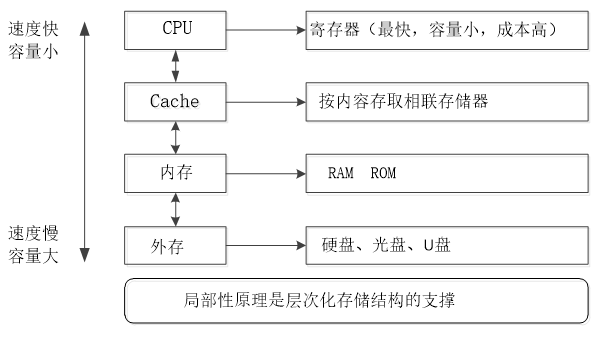 速度快
容量小
CPU
寄存器（最快，容量小，成本高）
Cache
按内容存取相联存储器
内存
RAM ROM
速度慢
容量大
外存
硬盘、光盘、U盘
局部性原理是层次化存储结构的支撑